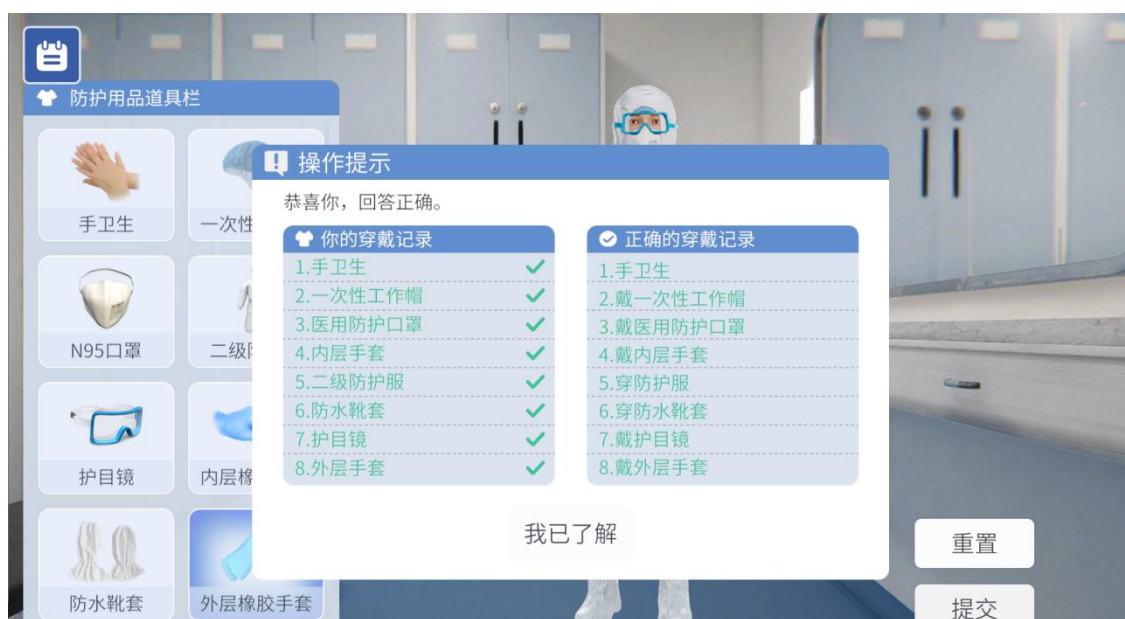 防护用品道具栏
手卫生
一次性
N95口罩
二级
护目镜
内层橡
防水靴套
外层橡胶手套
操作提示
恭喜你，回答正确。
你的穿戴记录
1.手卫生
2.一次性工作帽
3.医用防护口罩
4.内层手套
5.二级防护服
6.防水靴套
7.护目镜
8.外层手套
正确的穿戴记录
1.手卫生
2.戴一次性工作帽
3.戴医用防护口罩
4.戴内层手套
5.穿防护服
6.穿防水靴套
7.戴护目镜
8.戴外层手套
我已了解
重置
提交